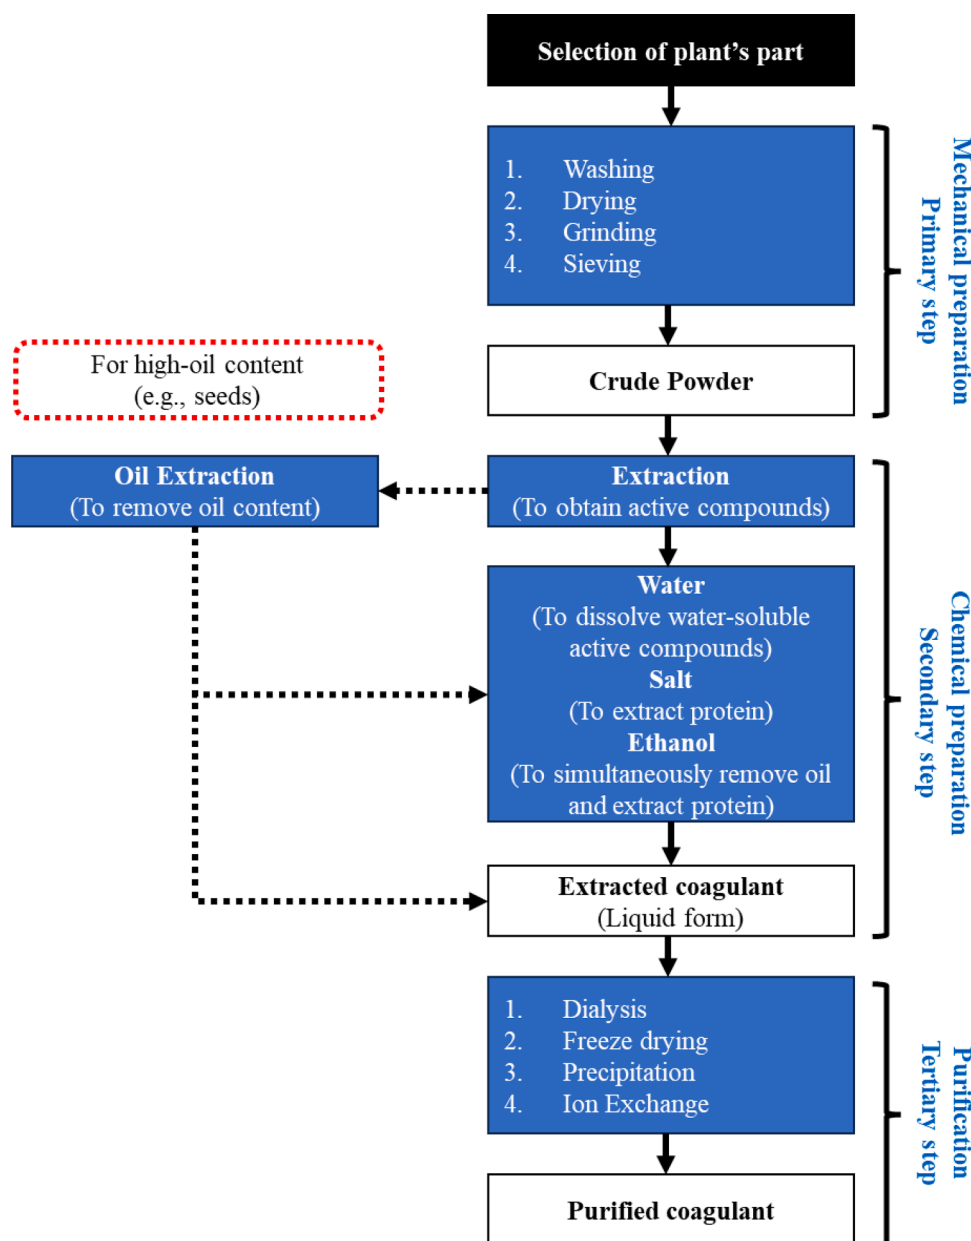 Selection of plant's part
1. Washing
2. Drying
3. Grinding
4. Sieving
Mechanical preparation
Primary step
For high-oil content
(e.g., seeds)
Crude Powder
Oil Extraction
(To remove oil content)
Extraction
(To obtain active compounds)
Water
(To dissolve water-soluble
active compounds)
Salt
(To extract protein)
Ethanol
(To simultaneously remove oil
and extract protein)
Chemical preparation
Secondary step
Extracted coagulant
(Liquid form)
1. Dialysis
2. Freeze drying
3. Precipitation
4. Ion Exchange
Purification
Tertiary step
Purified coagulant